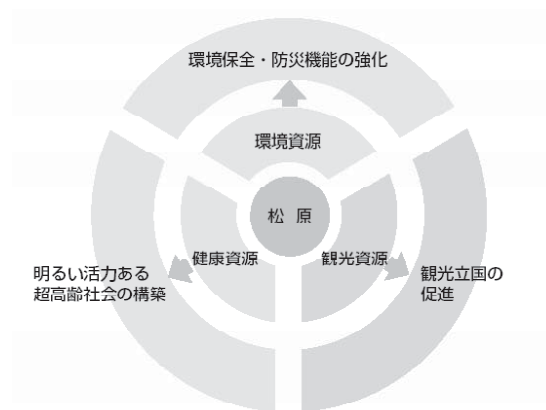 環境保全・防災機能の強化
環境資源
松 原
健康資源
観光資源
明るい活力ある
超高齢社会の構築
観光立国の
促進